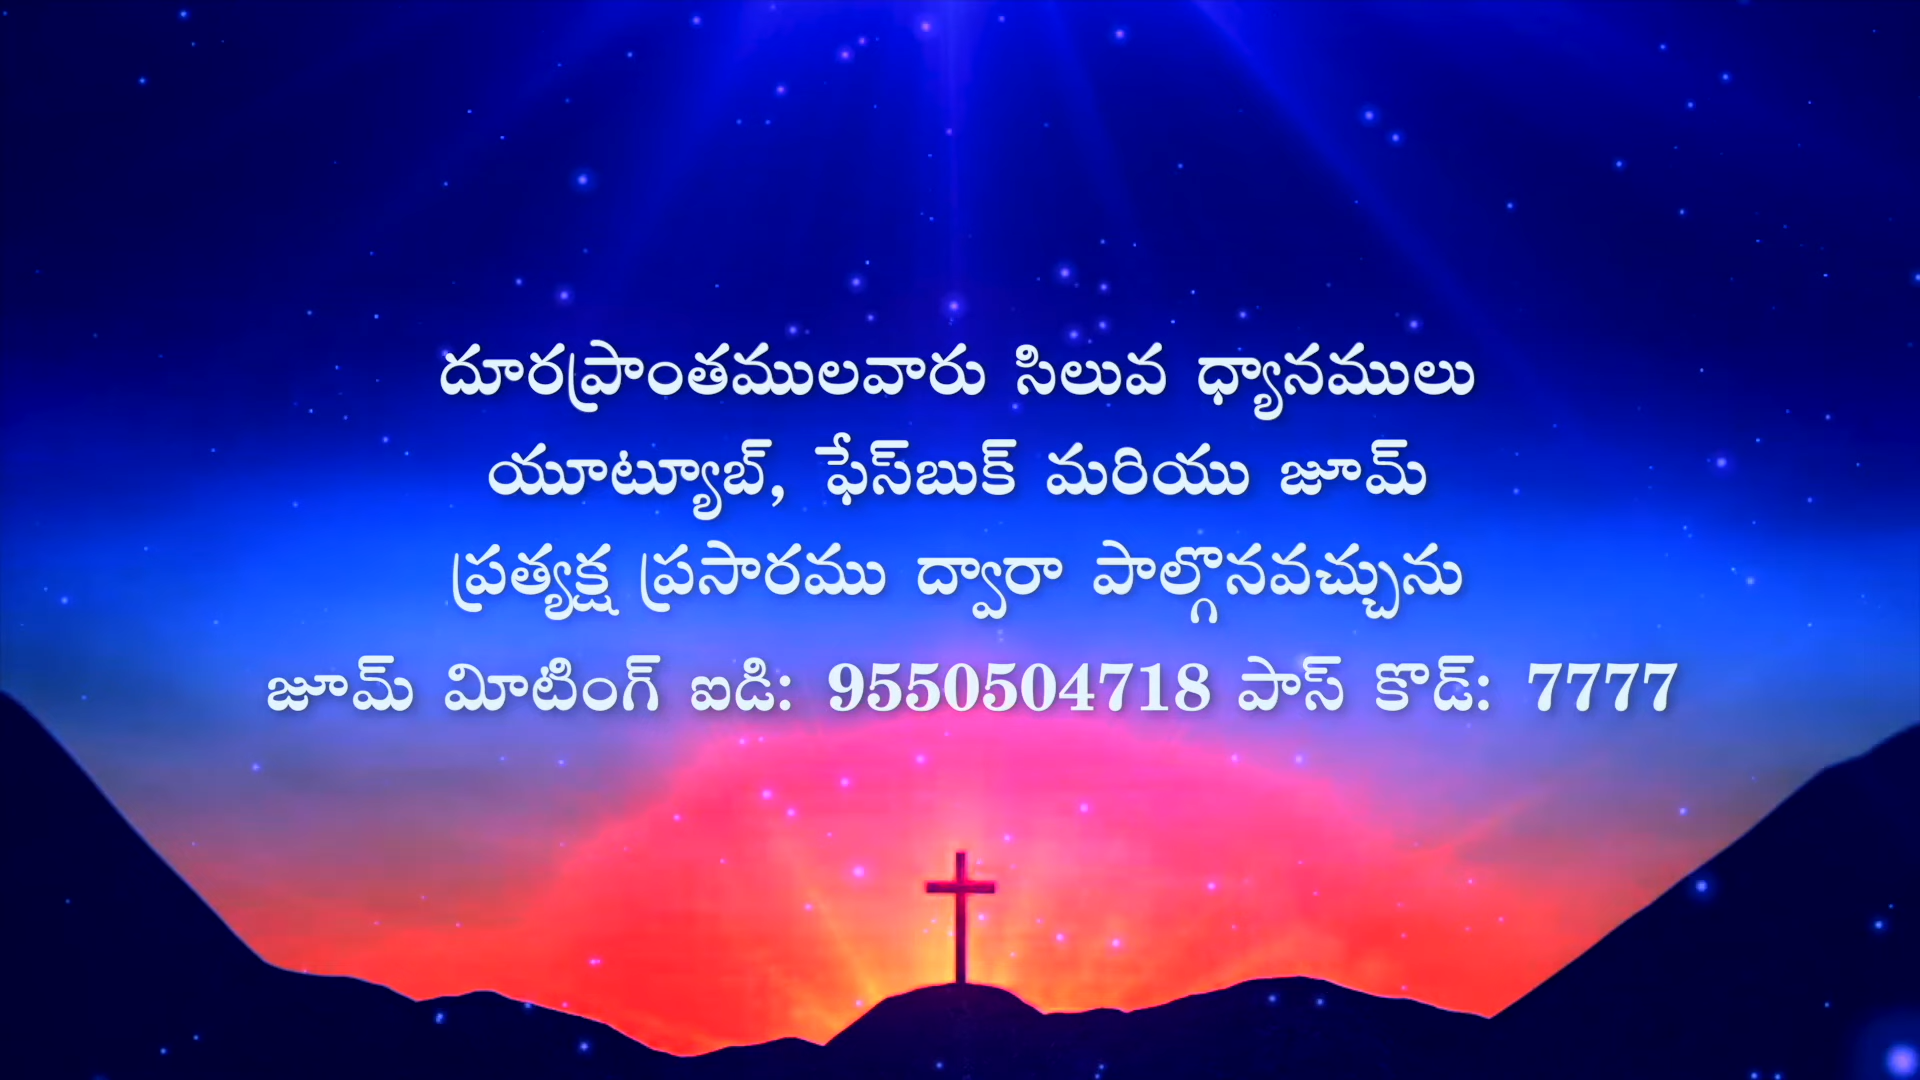 దూరప్రాంతములవారు సిలువ ధ్యానములు
యూట్యూబ్, ఫేస్‌బుక్ మరియు జూమ్
ప్రత్యక్ష ప్రసారము ద్వారా పాల్గొనవచ్చును
జూమ్ మీటింగ్ ఐడి: 9550504718 పాస్ కొడ్: 7777